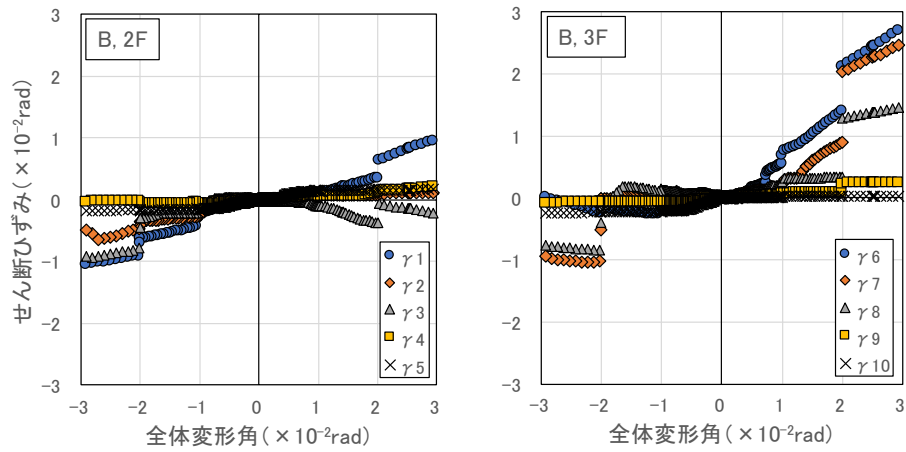 B, 2F
せん断ひずみ(×10⁻²rad)
3
2
1
0
−1
−2
−3
γ1
γ2
γ3
γ4
γ5
−3 −2 −1 0 1 2 3
全体変形角(×10⁻²rad)
B, 3F
3
2
1
0
−1
−2
−3
γ6
γ7
γ8
γ9
γ10
−3 −2 −1 0 1 2 3
全体変形角(×10⁻²rad)